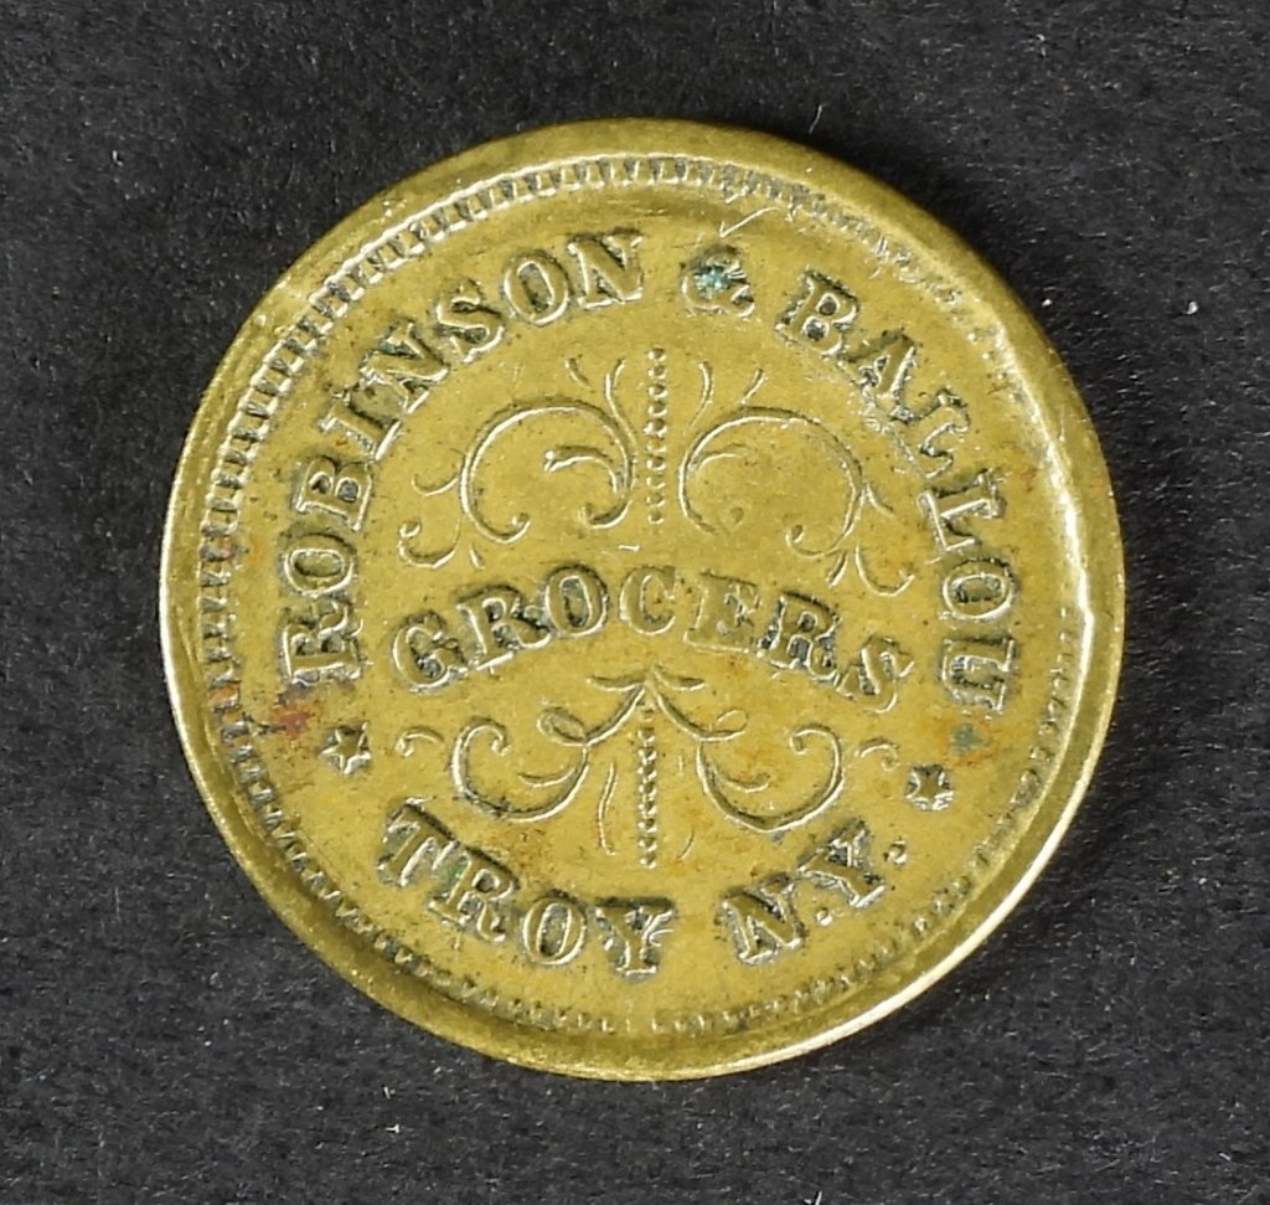 ROBINSON & BALLOU
GROCERS
TROY N.Y.